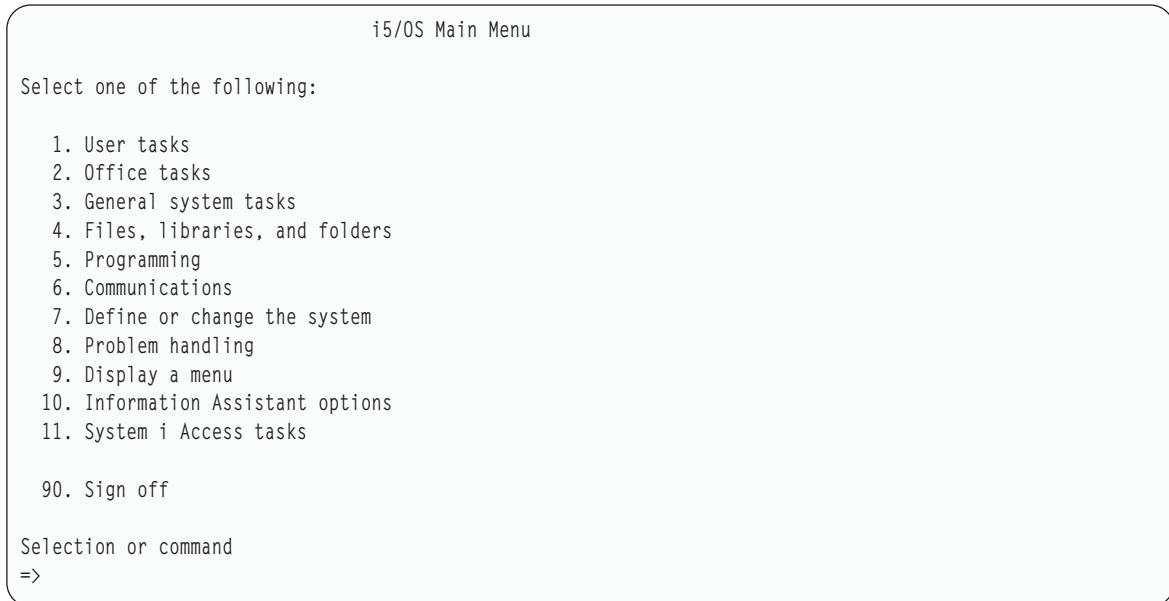 i5/OS Main Menu
Select one of the following:
1. User tasks
2. Office tasks
3. General system tasks
4. Files, libraries, and folders
5. Programming
6. Communications
7. Define or change the system
8. Problem handling
9. Display a menu
10. Information Assistant options
11. System i Access tasks
90. Sign off
Selection or command
=>